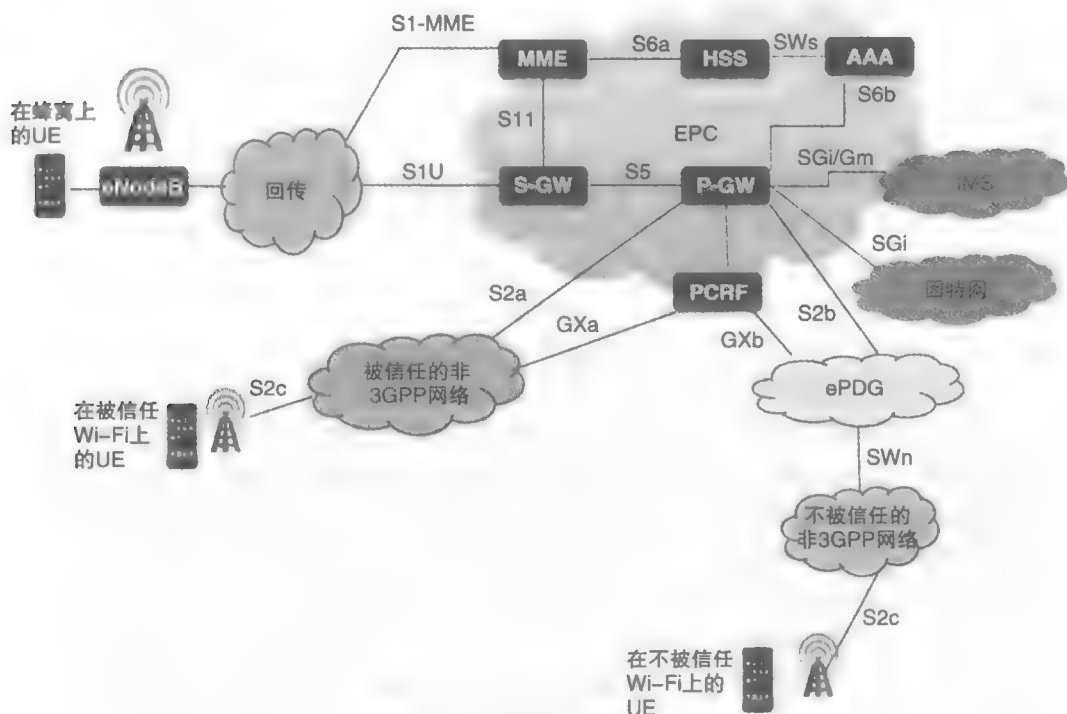 S1-MME
MME
S6a
HSS
SWs
AAA
S6b
在蜂窝上
的UE
S11
EPC
eNodeB
回传
S1U
S-GW
S5
P-GW
SGi/Gm
IMS
SGi
因特网
S2a
GXa
PCRF
GXb
S2b
ePDG
被信任的非
3GPP网络
S2c
在被信任
Wi-Fi上
的UE
SWn
不被信任的
非3GPP网络
S2c
在不被信任
Wi-Fi上的
UE